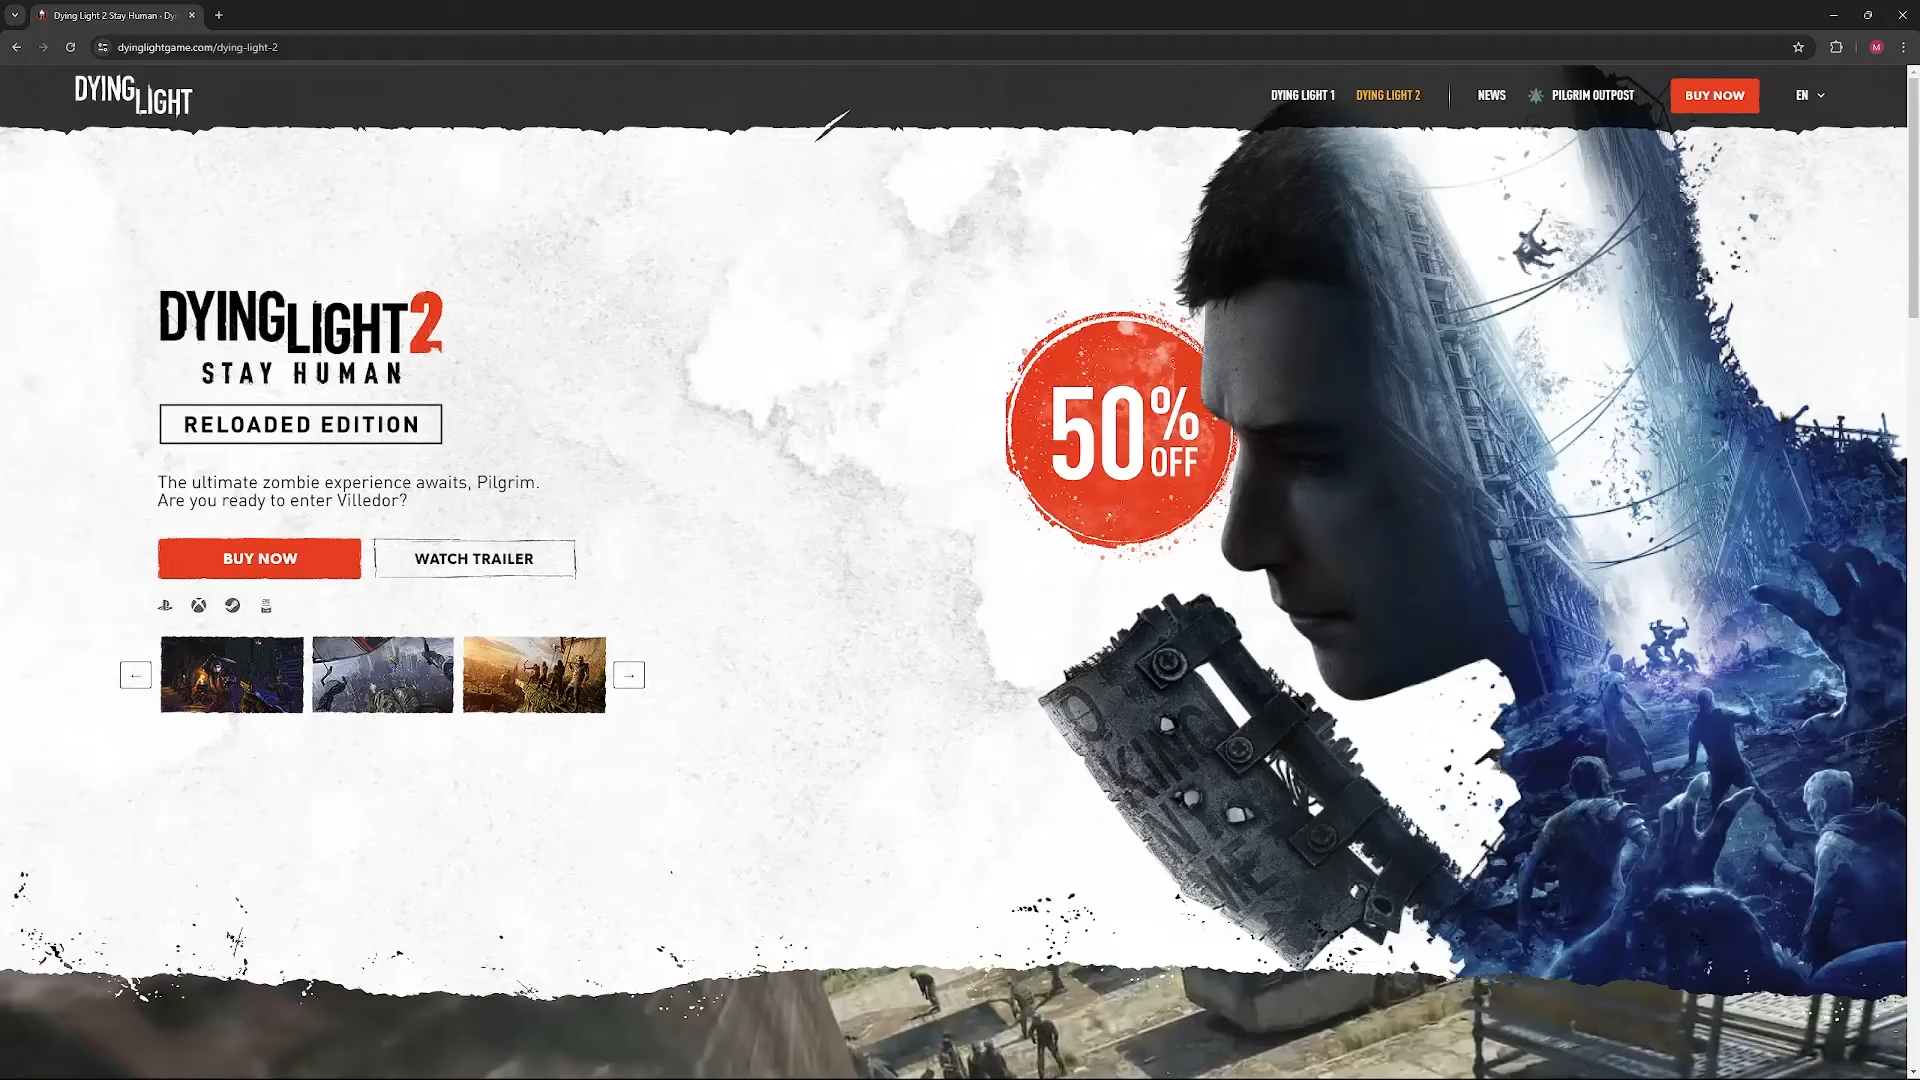 Dying Light 2 Stay Human - Dyi
dyinglightgame.com/dying-light-2
M
DYING LIGHT
DYING LIGHT 1
DYING LIGHT 2
NEWS
PILGRIM OUTPOST
BUY NOW
EN
DYING LIGHT 2
STAY HUMAN
RELOADED EDITION
The ultimate zombie experience awaits, Pilgrim.
Are you ready to enter Villedor?
BUY NOW
WATCH TRAILER
50% OFF